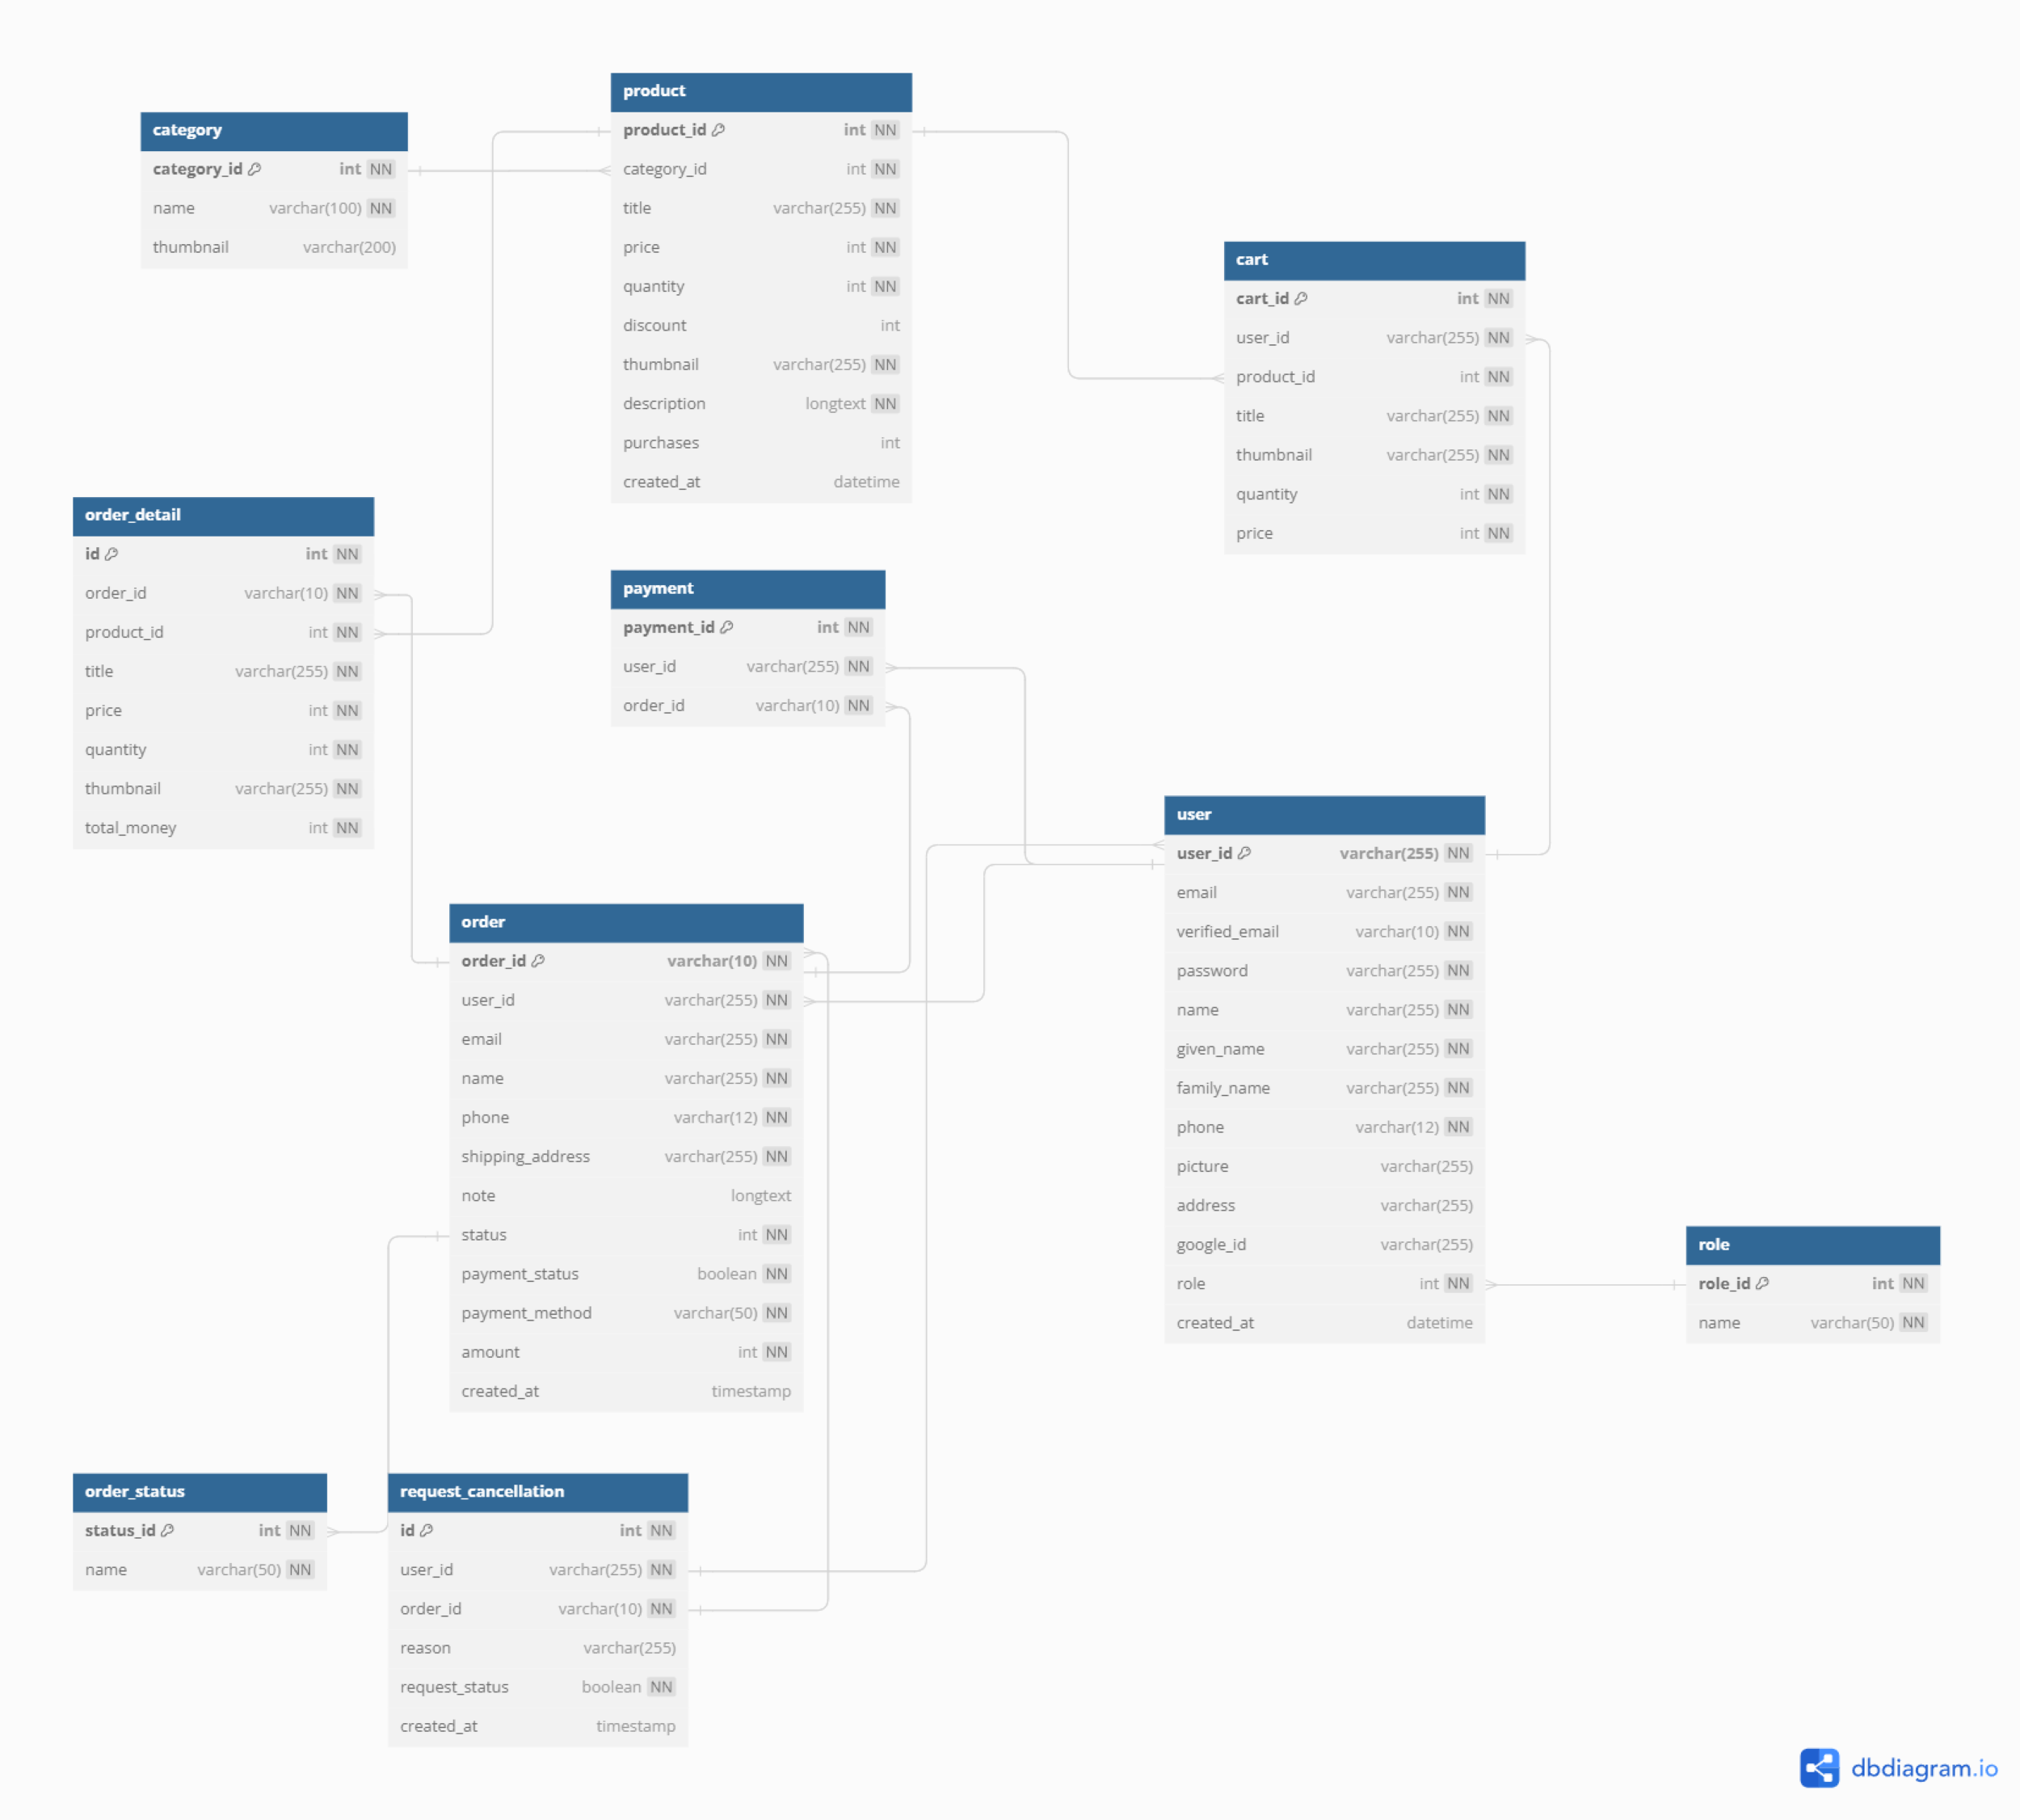 product
product_id int NN
category_id int NN
title varchar(255) NN
price int NN
quantity int NN
discount int
thumbnail varchar(255) NN
description longtext NN
purchases int
created_at datetime
category
category_id int NN
name varchar(100) NN
thumbnail varchar(200)
cart
cart_id int NN
user_id varchar(255) NN
product_id int NN
title varchar(255) NN
thumbnail varchar(255) NN
quantity int NN
price int NN
order_detail
id int NN
order_id varchar(10) NN
product_id int NN
title varchar(255) NN
price int NN
quantity int NN
thumbnail varchar(255) NN
total_money int NN
payment
payment_id int NN
user_id varchar(255) NN
order_id varchar(10) NN
user
user_id varchar(255) NN
email varchar(255) NN
verified_email varchar(10) NN
password varchar(255) NN
name varchar(255) NN
given_name varchar(255) NN
family_name varchar(255) NN
phone varchar(12) NN
picture varchar(255)
address varchar(255)
google_id varchar(255)
role int NN
created_at datetime
order
order_id varchar(10) NN
user_id varchar(255) NN
email varchar(255) NN
name varchar(255) NN
phone varchar(12) NN
shipping_address varchar(255) NN
note longtext
status int NN
payment_status boolean NN
payment_method varchar(50) NN
amount int NN
created_at timestamp
role
role_id int NN
name varchar(50) NN
order_status
status_id int NN
name varchar(50) NN
request_cancellation
id int NN
user_id varchar(255) NN
order_id varchar(10) NN
reason varchar(255)
request_status boolean NN
created_at timestamp
dbdiagram.io